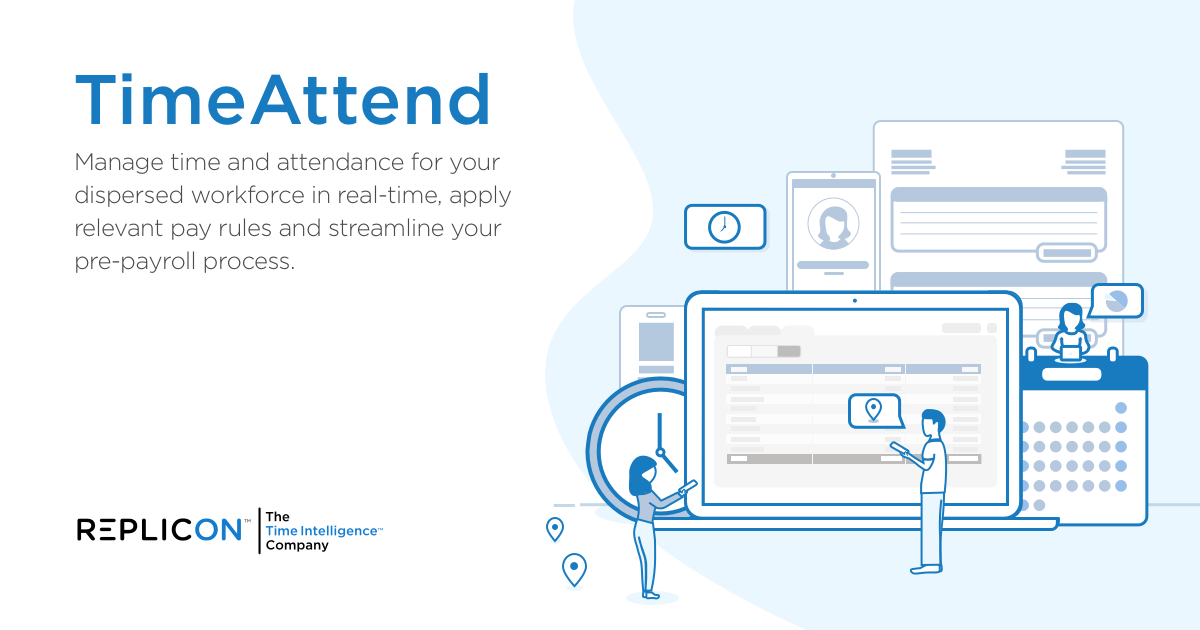 TimeAttend
Manage time and attendance for your
dispersed workforce in real-time, apply
relevant pay rules and streamline your
pre-payroll process.
REPLICON™
The
Time Intelligence™
Company